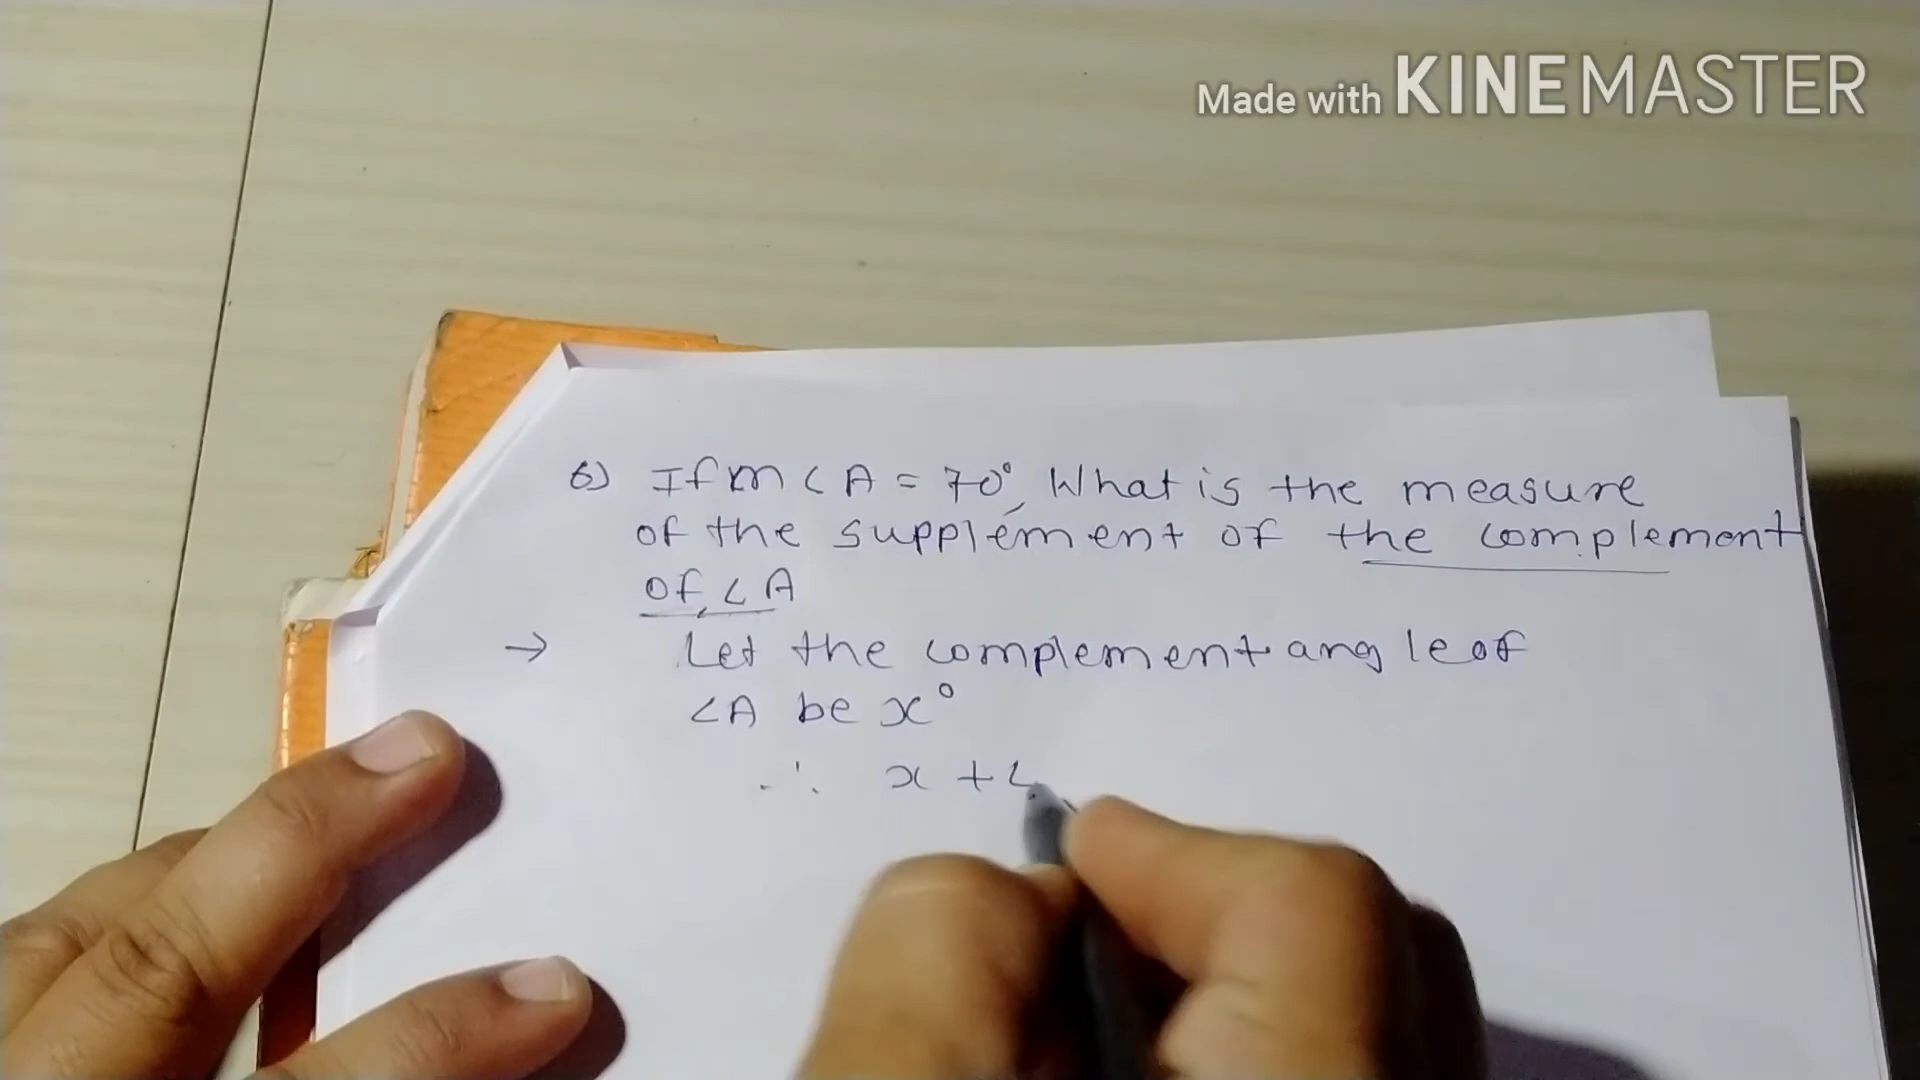 Made with KINEMASTER
6) If m ∠A = 70°, What is the measure
of the supplement of the complement
of ∠A
→ Let the complement angle of
∠A be x°
∴ x + ∠